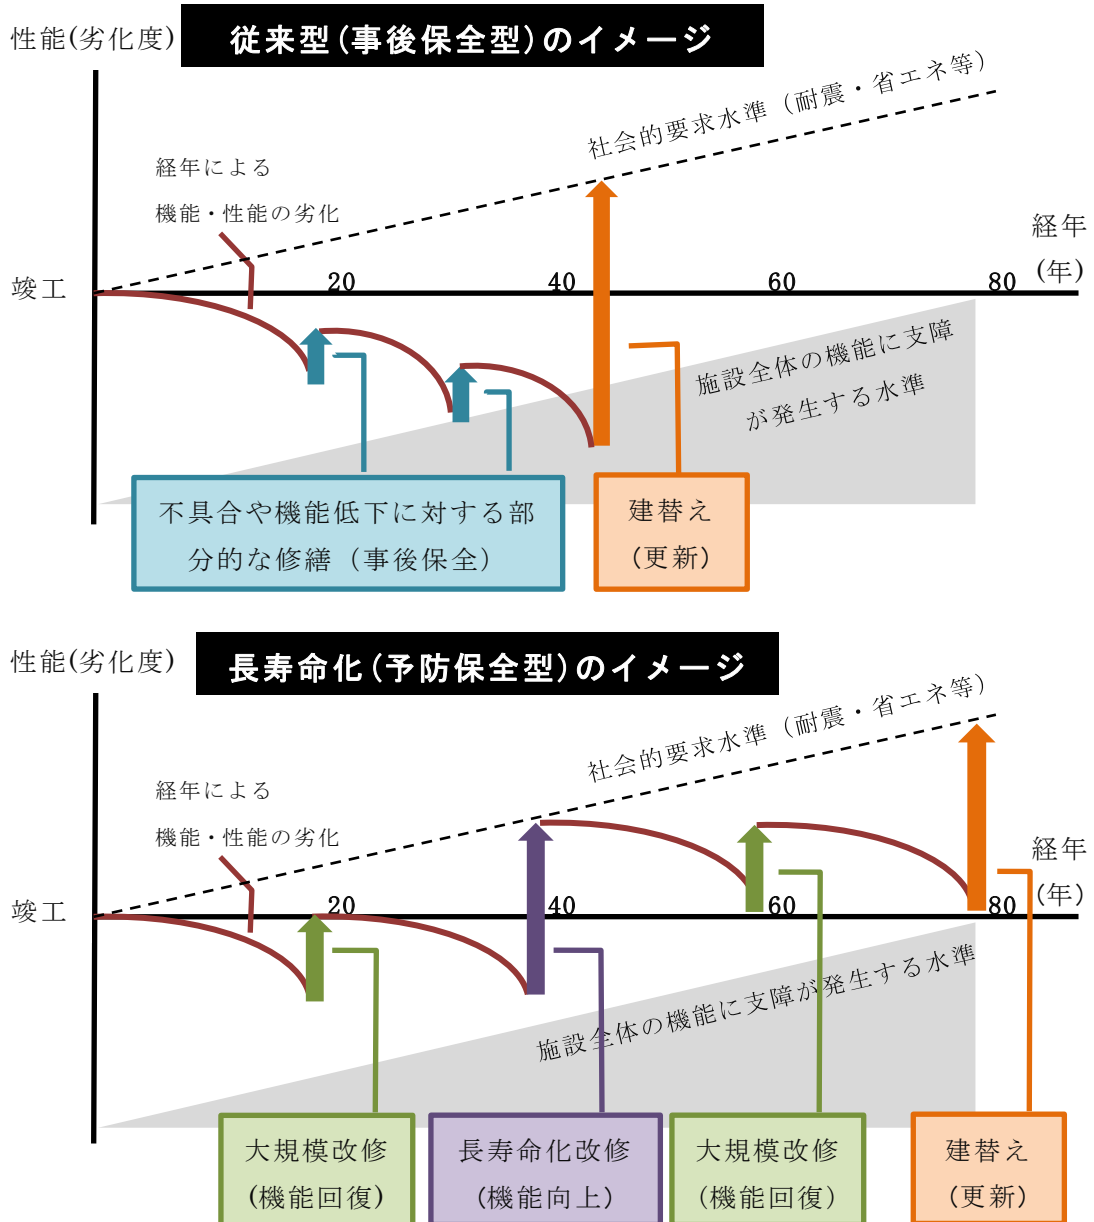 性能(劣化度)
従来型(事後保全型)のイメージ
社会的要求水準（耐震・省エネ等）
経年による
機能・性能の劣化
経年
(年)
竣工
20
40
60
80
施設全体の機能に支障
が発生する水準
不具合や機能低下に対する部
分的な修繕（事後保全）
建替え
(更新)
性能(劣化度)
長寿命化(予防保全型)のイメージ
社会的要求水準（耐震・省エネ等）
経年による
機能・性能の劣化
経年
(年)
竣工
20
40
60
80
施設全体の機能に支障が発生する水準
大規模改修
(機能回復)
長寿命化改修
(機能向上)
大規模改修
(機能回復)
建替え
(更新)